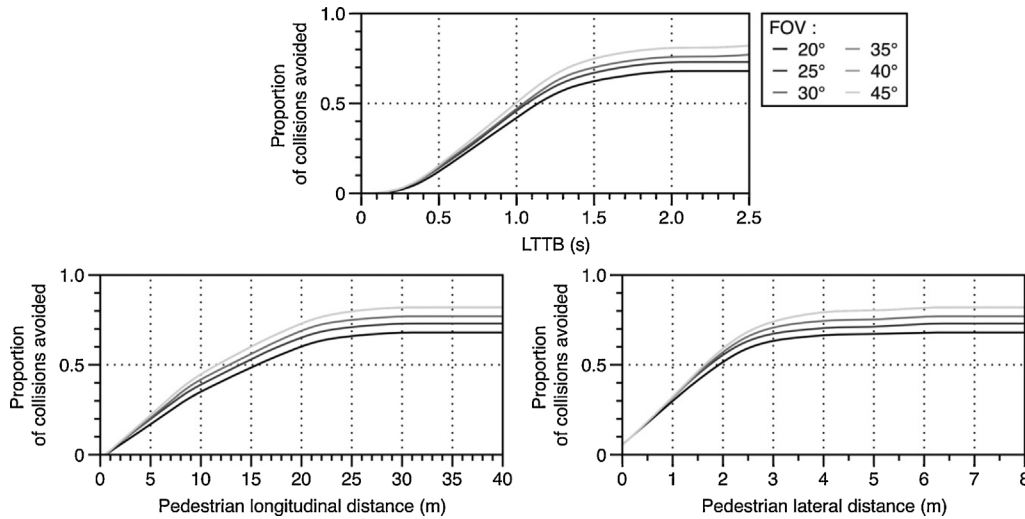 1.0
0.5
0
Proportion
of collisions avoided
0 0.5 1.0 1.5 2.0 2.5
LTTB (s)
FOV :
20° 35°
25° 40°
30° 45°
1.0
0.5
0
Proportion
of collisions avoided
0 5 10 15 20 25 30 35 40
Pedestrian longitudinal distance (m)
1.0
0.5
0
Proportion
of collisions avoided
0 1 2 3 4 5 6 7 8
Pedestrian lateral distance (m)